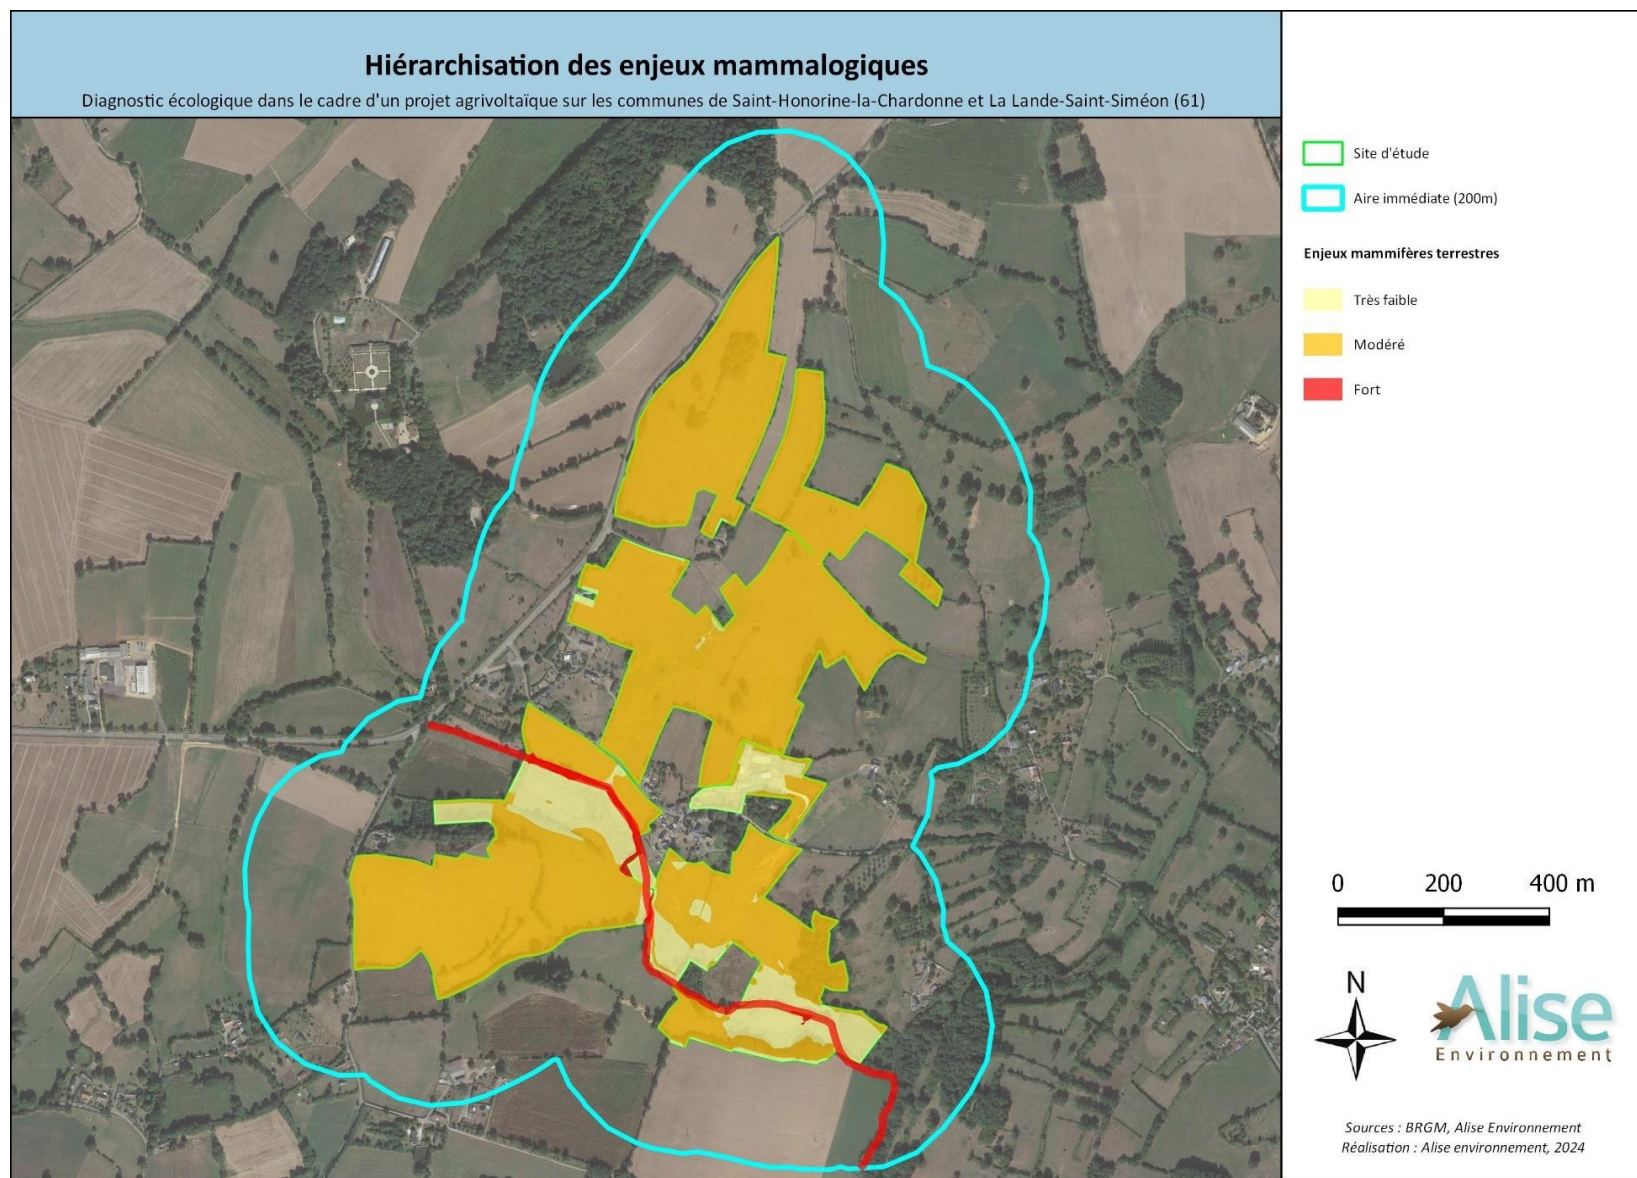 Hiérarchisation des enjeux mammalogiques
Diagnostic écologique dans le cadre d'un projet agrivoltaïque sur les communes de Saint-Honorine-la-Chardonne et La Lande-Saint-Siméon (61)
Site d'étude
Aire immédiate (200m)
Enjeux mammifères terrestres
Très faible
Modéré
Fort
0 200 400 m
N
Alise
Environnement
Sources : BRGM, Alise Environnement
Réalisation : Alise environnement, 2024